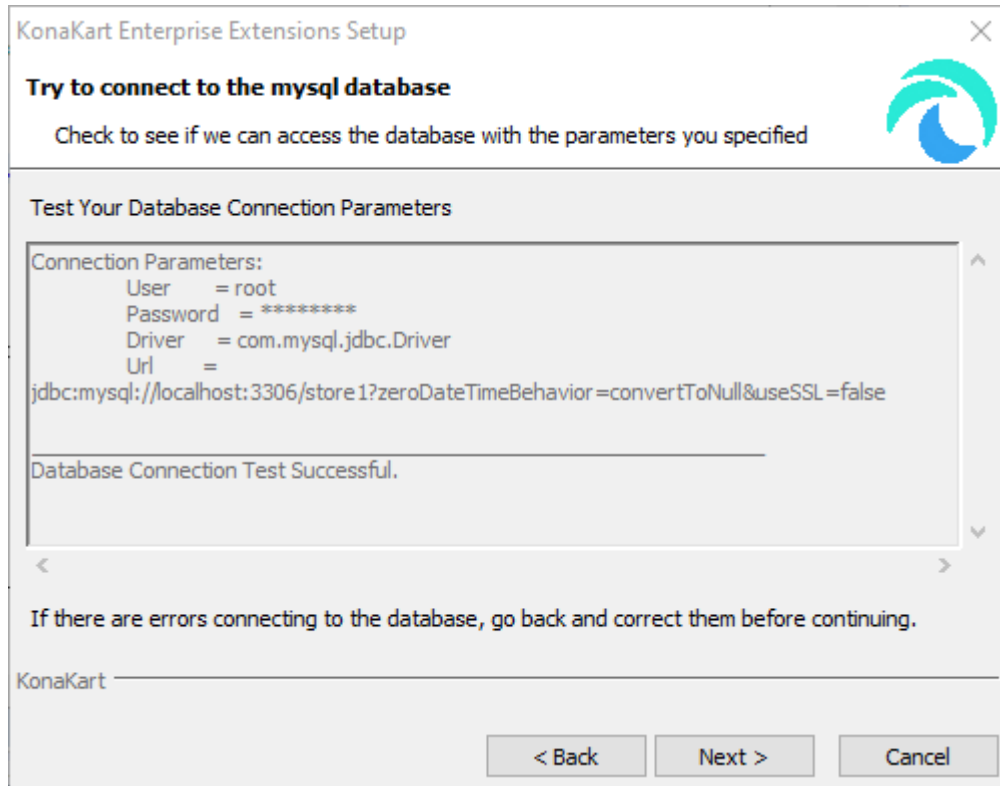 KonaKart Enterprise Extensions Setup
Try to connect to the mysql database
Check to see if we can access the database with the parameters you specified
Test Your Database Connection Parameters
Connection Parameters:
User = root
Password = ********
Driver = com.mysql.jdbc.Driver
Url =
jdbc:mysql://localhost:3306/store1?zeroDateTimeBehavior=convertToNull&useSSL=false
Database Connection Test Successful.
If there are errors connecting to the database, go back and correct them before continuing.
KonaKart
< Back Next > Cancel